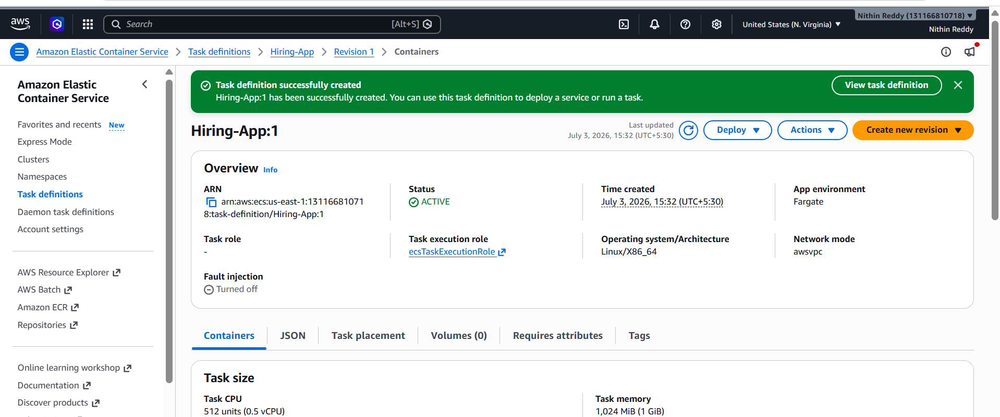 aws
Search
[Alt+S]
United States (N. Virginia)
Nithin Reddy (131166810718)
Nithin Reddy
Amazon Elastic Container Service
Task definitions
Hiring-App
Revision 1
Containers
Amazon Elastic
Container Service
Favorites and recents New
Express Mode
Clusters
Namespaces
Task definitions
Daemon task definitions
Account settings
AWS Resource Explorer
AWS Batch
Amazon ECR
Repositories
Online learning workshop
Documentation
Discover products
Task definition successfully created
Hiring-App:1 has been successfully created. You can use this task definition to deploy a service or run a task.
View task definition
Hiring-App:1
Last updated
July 3, 2026, 15:32 (UTC+5:30)
Deploy
Actions
Create new revision
Overview Info
ARN
arn:aws:ecs:us-east-1:13116681071
8:task-definition/Hiring-App:1
Status
ACTIVE
Time created
July 3, 2026, 15:32 (UTC+5:30)
App environment
Fargate
Task role
-
Task execution role
ecsTaskExecutionRole
Operating system/Architecture
Linux/X86_64
Network mode
awsvpc
Fault injection
Turned off
Containers
JSON
Task placement
Volumes (0)
Requires attributes
Tags
Task size
Task CPU
512 units (0.5 vCPU)
Task memory
1,024 MiB (1 GiB)